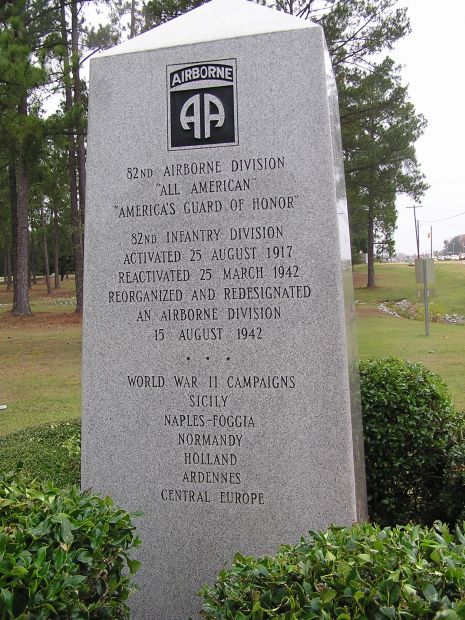 AIRBORNE
AA
82ND AIRBORNE DIVISION
"ALL AMERICAN"
"AMERICA'S GUARD OF HONOR"
82ND INFANTRY DIVISION
ACTIVATED 25 AUGUST 1917
REACTIVATED 25 MARCH 1942
REORGANIZED AND REDESIGNATED
AN AIRBORNE DIVISION
15 AUGUST 1942
• • •
WORLD WAR II CAMPAIGNS
SICILY
NAPLES-FOGGIA
NORMANDY
HOLLAND
ARDENNES
CENTRAL EUROPE